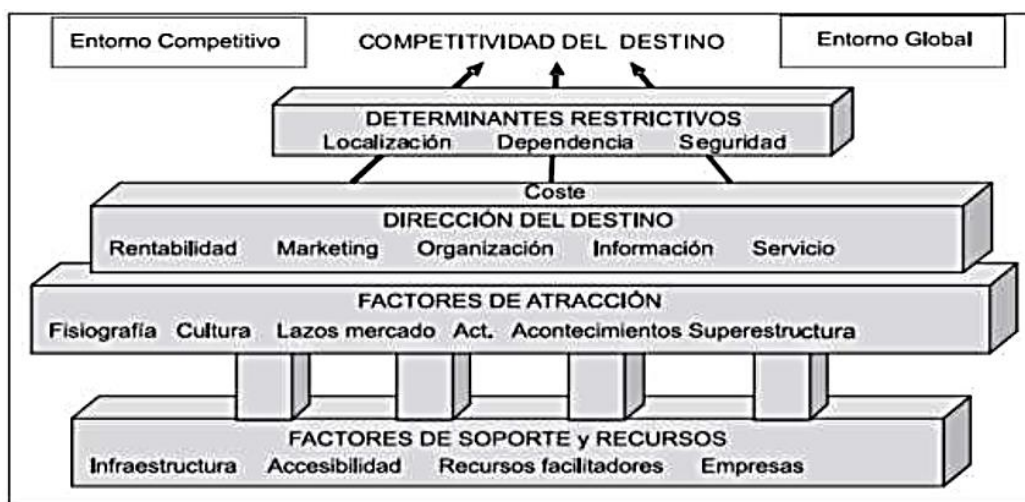 Entorno Competitivo
COMPETITIVIDAD DEL DESTINO
Entorno Global
DETERMINANTES RESTRICTIVOS
Localización Dependencia Seguridad
Coste
DIRECCIÓN DEL DESTINO
Rentabilidad Marketing Organización Información Servicio
FACTORES DE ATRACCIÓN
Fisiografía Cultura Lazos mercado Act. Acontecimientos Superestructura
FACTORES DE SOPORTE y RECURSOS
Infraestructura Accesibilidad Recursos facilitadores Empresas